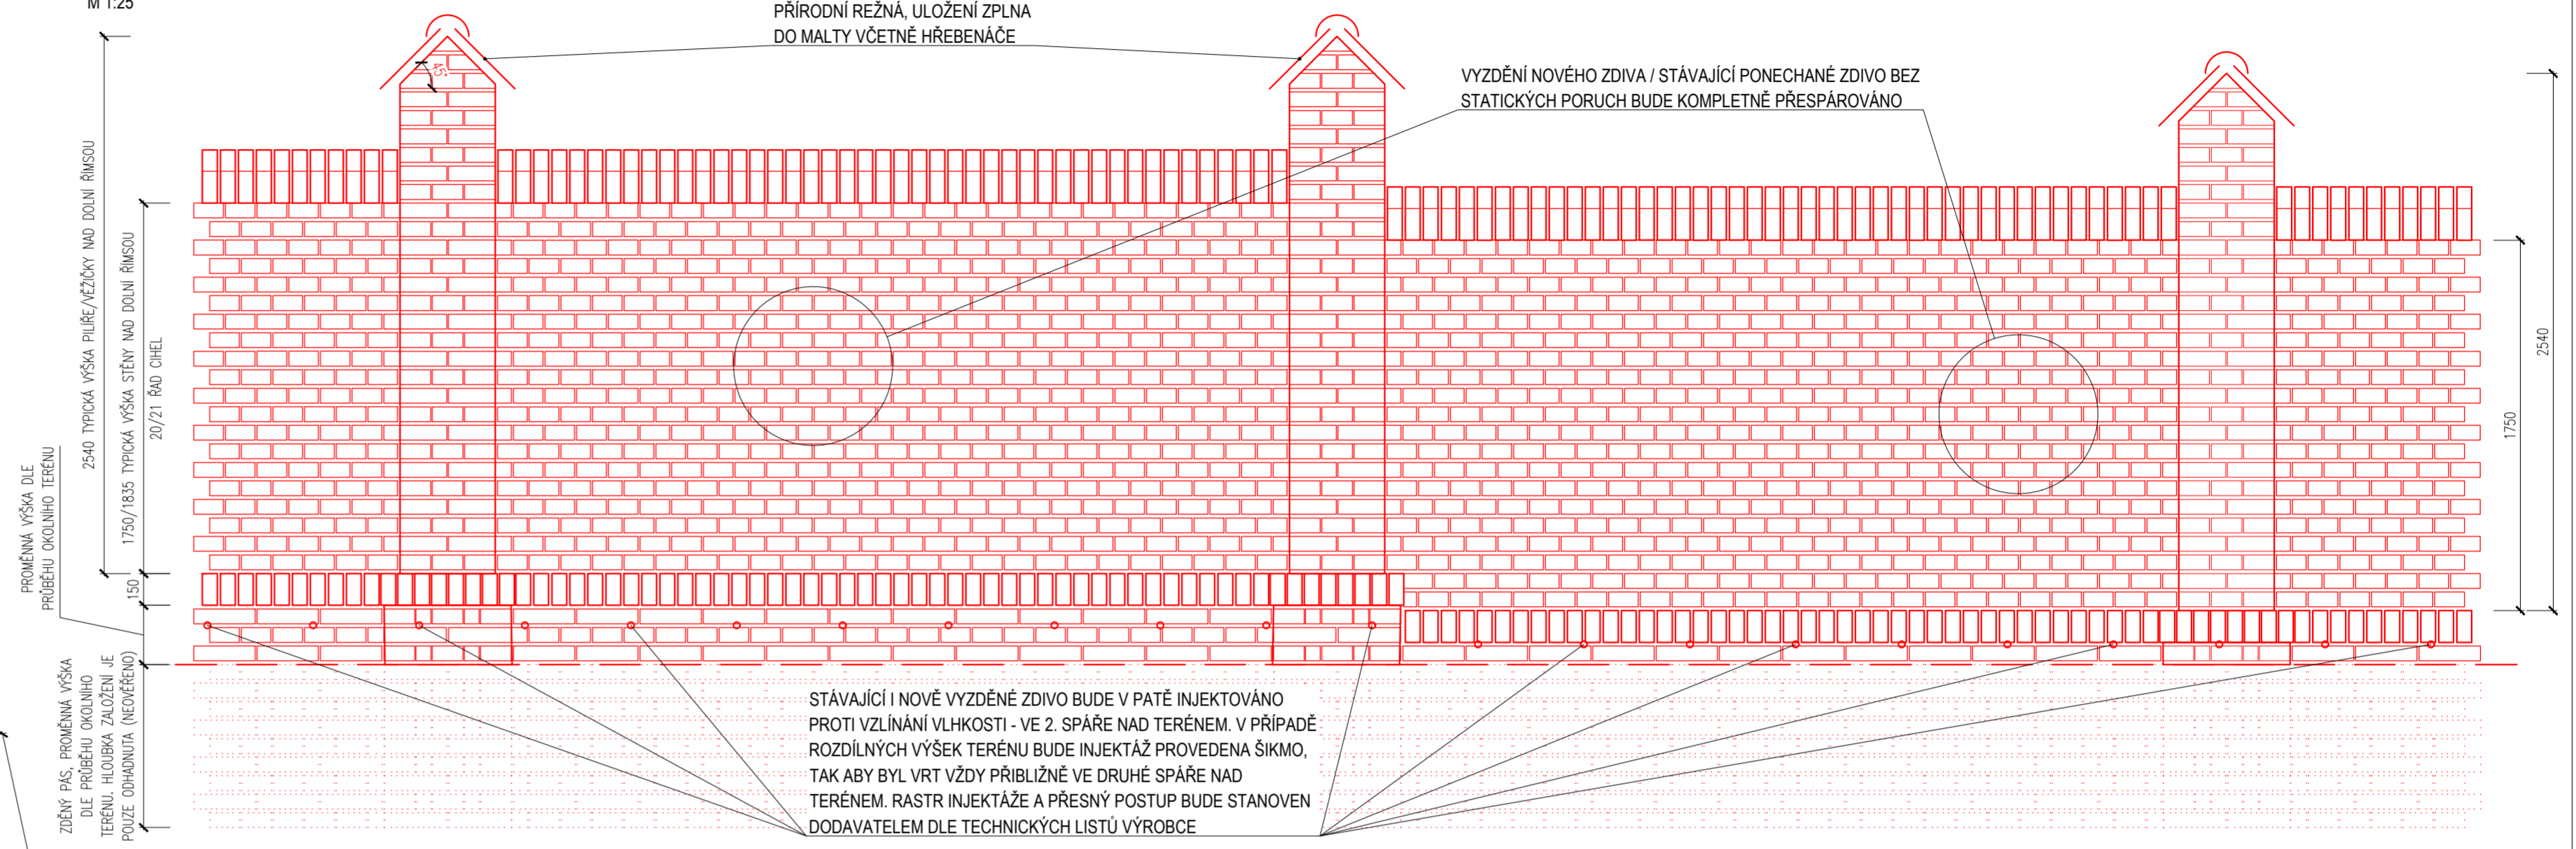 M 1:25
PŘÍRODNÍ REŽNÁ, ULOŽENÍ ZPLNA
DO MALTY VČETNĚ HŘEBENÁČE
45°
VYZDĚNÍ NOVÉHO ZDIVA / STÁVAJÍCÍ PONECHANÉ ZDIVO BEZ
STATICKÝCH PORUCH BUDE KOMPLETNĚ PŘESPÁROVÁNO
2540 TYPICKÁ VÝŠKA PILÍŘE/VĚŽIČKY NAD DOLNÍ ŘÍMSOU
1750/1835 TYPICKÁ VÝŠKA STĚNY NAD DOLNÍ ŘÍMSOU
20/21 ŘAD CIHEL
150
PROMĚNNÁ VÝŠKA DLE
PRŮBĚHU OKOLNÍHO TERÉNU
ZDĚNÝ PÁS, PROMĚNNÁ VÝŠKA
DLE PRŮBĚHU OKOLNÍHO
TERÉNU. HLOUBKA ZALOŽENÍ JE
POUZE ODHADNUTA (NEOVĚŘENO)
STÁVAJÍCÍ I NOVĚ VYZDĚNÉ ZDIVO BUDE V PATĚ INJEKTOVÁNO
PROTI VZLÍNÁNÍ VLHKOSTI - VE 2. SPÁŘE NAD TERÉNEM. V PŘÍPADĚ
ROZDÍLNÝCH VÝŠEK TERÉNU BUDE INJEKTÁŽ PROVEDENA ŠIKMO,
TAK ABY BYL VRT VŽDY PŘIBLIŽNĚ VE DRUHÉ SPÁŘE NAD
TERÉNEM. RASTR INJEKTÁŽE A PŘESNÝ POSTUP BUDE STANOVEN
DODAVATELEM DLE TECHNICKÝCH LISTŮ VÝROBCE
1750
2540